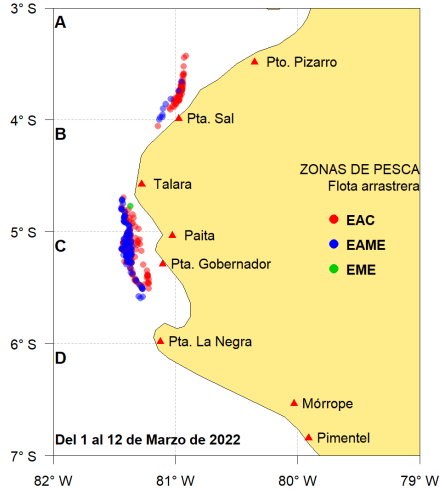 3° S
A
Pto. Pizarro
4° S
Pta. Sal
B
ZONAS DE PESCA
Talara
Flota arrastrera
EAC
5° S
Paita
C
EAME
Pta. Gobernador
EME
6° S
Pta. La Negra
D
Mórrope
Del 1 al 12 de Marzo de 2022
Pimentel
7° S
82° W
81° W
80° W
79° W